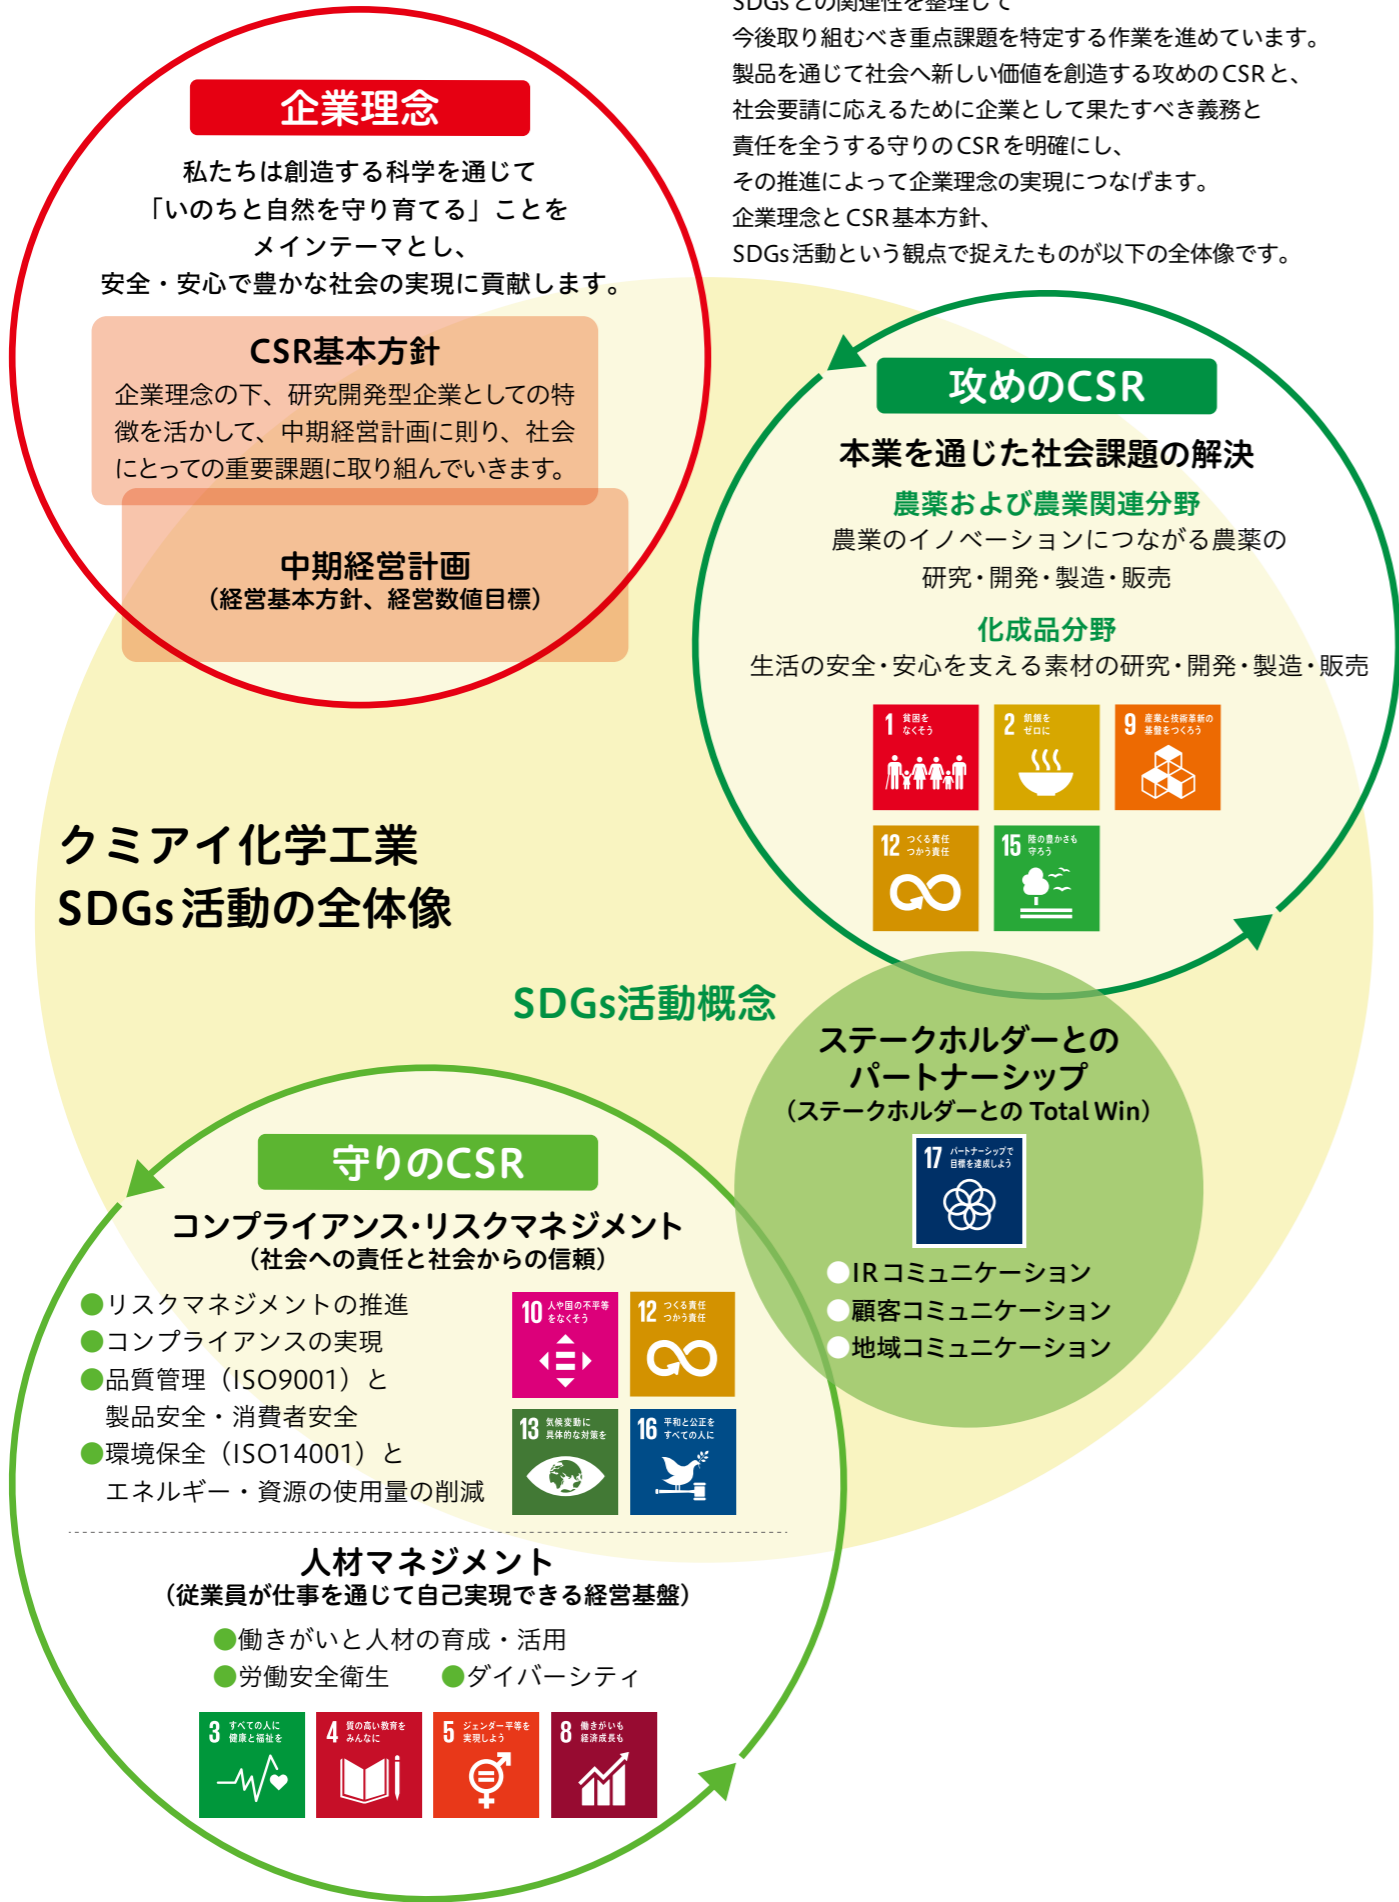 SDGsとの関連性を整理して
今後取り組むべき重点課題を特定する作業を進めています。
製品を通じて社会へ新しい価値を創造する攻めのCSRと、
社会要請に応えるために企業として果たすべき義務と
責任を全うする守りのCSRを明確にし、
その推進によって企業理念の実現につなげます。
企業理念とCSR基本方針、
SDGs活動という観点で捉えたものが以下の全体像です。
企業理念
私たちは創造する科学を通じて
「いのちと自然を守り育てる」ことを
メインテーマとし、
安全・安心で豊かな社会の実現に貢献します。
CSR基本方針
企業理念の下、研究開発型企業としての特
徴を活かして、中期経営計画に則り、社会
にとっての重要課題に取り組んでいきます。
中期経営計画
（経営基本方針、経営数値目標）
攻めのCSR
本業を通じた社会課題の解決
農薬および農業関連分野
農業のイノベーションにつながる農薬の
研究・開発・製造・販売
化成品分野
生活の安全・安心を支える素材の研究・開発・製造・販売
1 貧困を
なくそう
2 飢餓を
ゼロに
9 産業と技術革新の
基盤をつくろう
12 つくる責任
つかう責任
15 陸の豊かさも
守ろう
クミアイ化学工業
SDGs活動の全体像
SDGs活動概念
ステークホルダーとの
パートナーシップ
（ステークホルダーとの Total Win）
17 パートナーシップで
目標を達成しよう
●IRコミュニケーション
●顧客コミュニケーション
●地域コミュニケーション
守りのCSR
コンプライアンス・リスクマネジメント
（社会への責任と社会からの信頼）
●リスクマネジメントの推進
●コンプライアンスの実現
●品質管理（ISO9001）と
製品安全・消費者安全
●環境保全（ISO14001）と
エネルギー・資源の使用量の削減
10 人や国の不平等
をなくそう
12 つくる責任
つかう責任
13 気候変動に
具体的な対策を
16 平和と公正を
すべての人に
人材マネジメント
（従業員が仕事を通じて自己実現できる経営基盤）
●働きがいと人材の育成・活用
●労働安全衛生 ●ダイバーシティ
3 すべての人に
健康と福祉を
4 質の高い教育を
みんなに
5 ジェンダー平等を
実現しよう
8 働きがいも
経済成長も